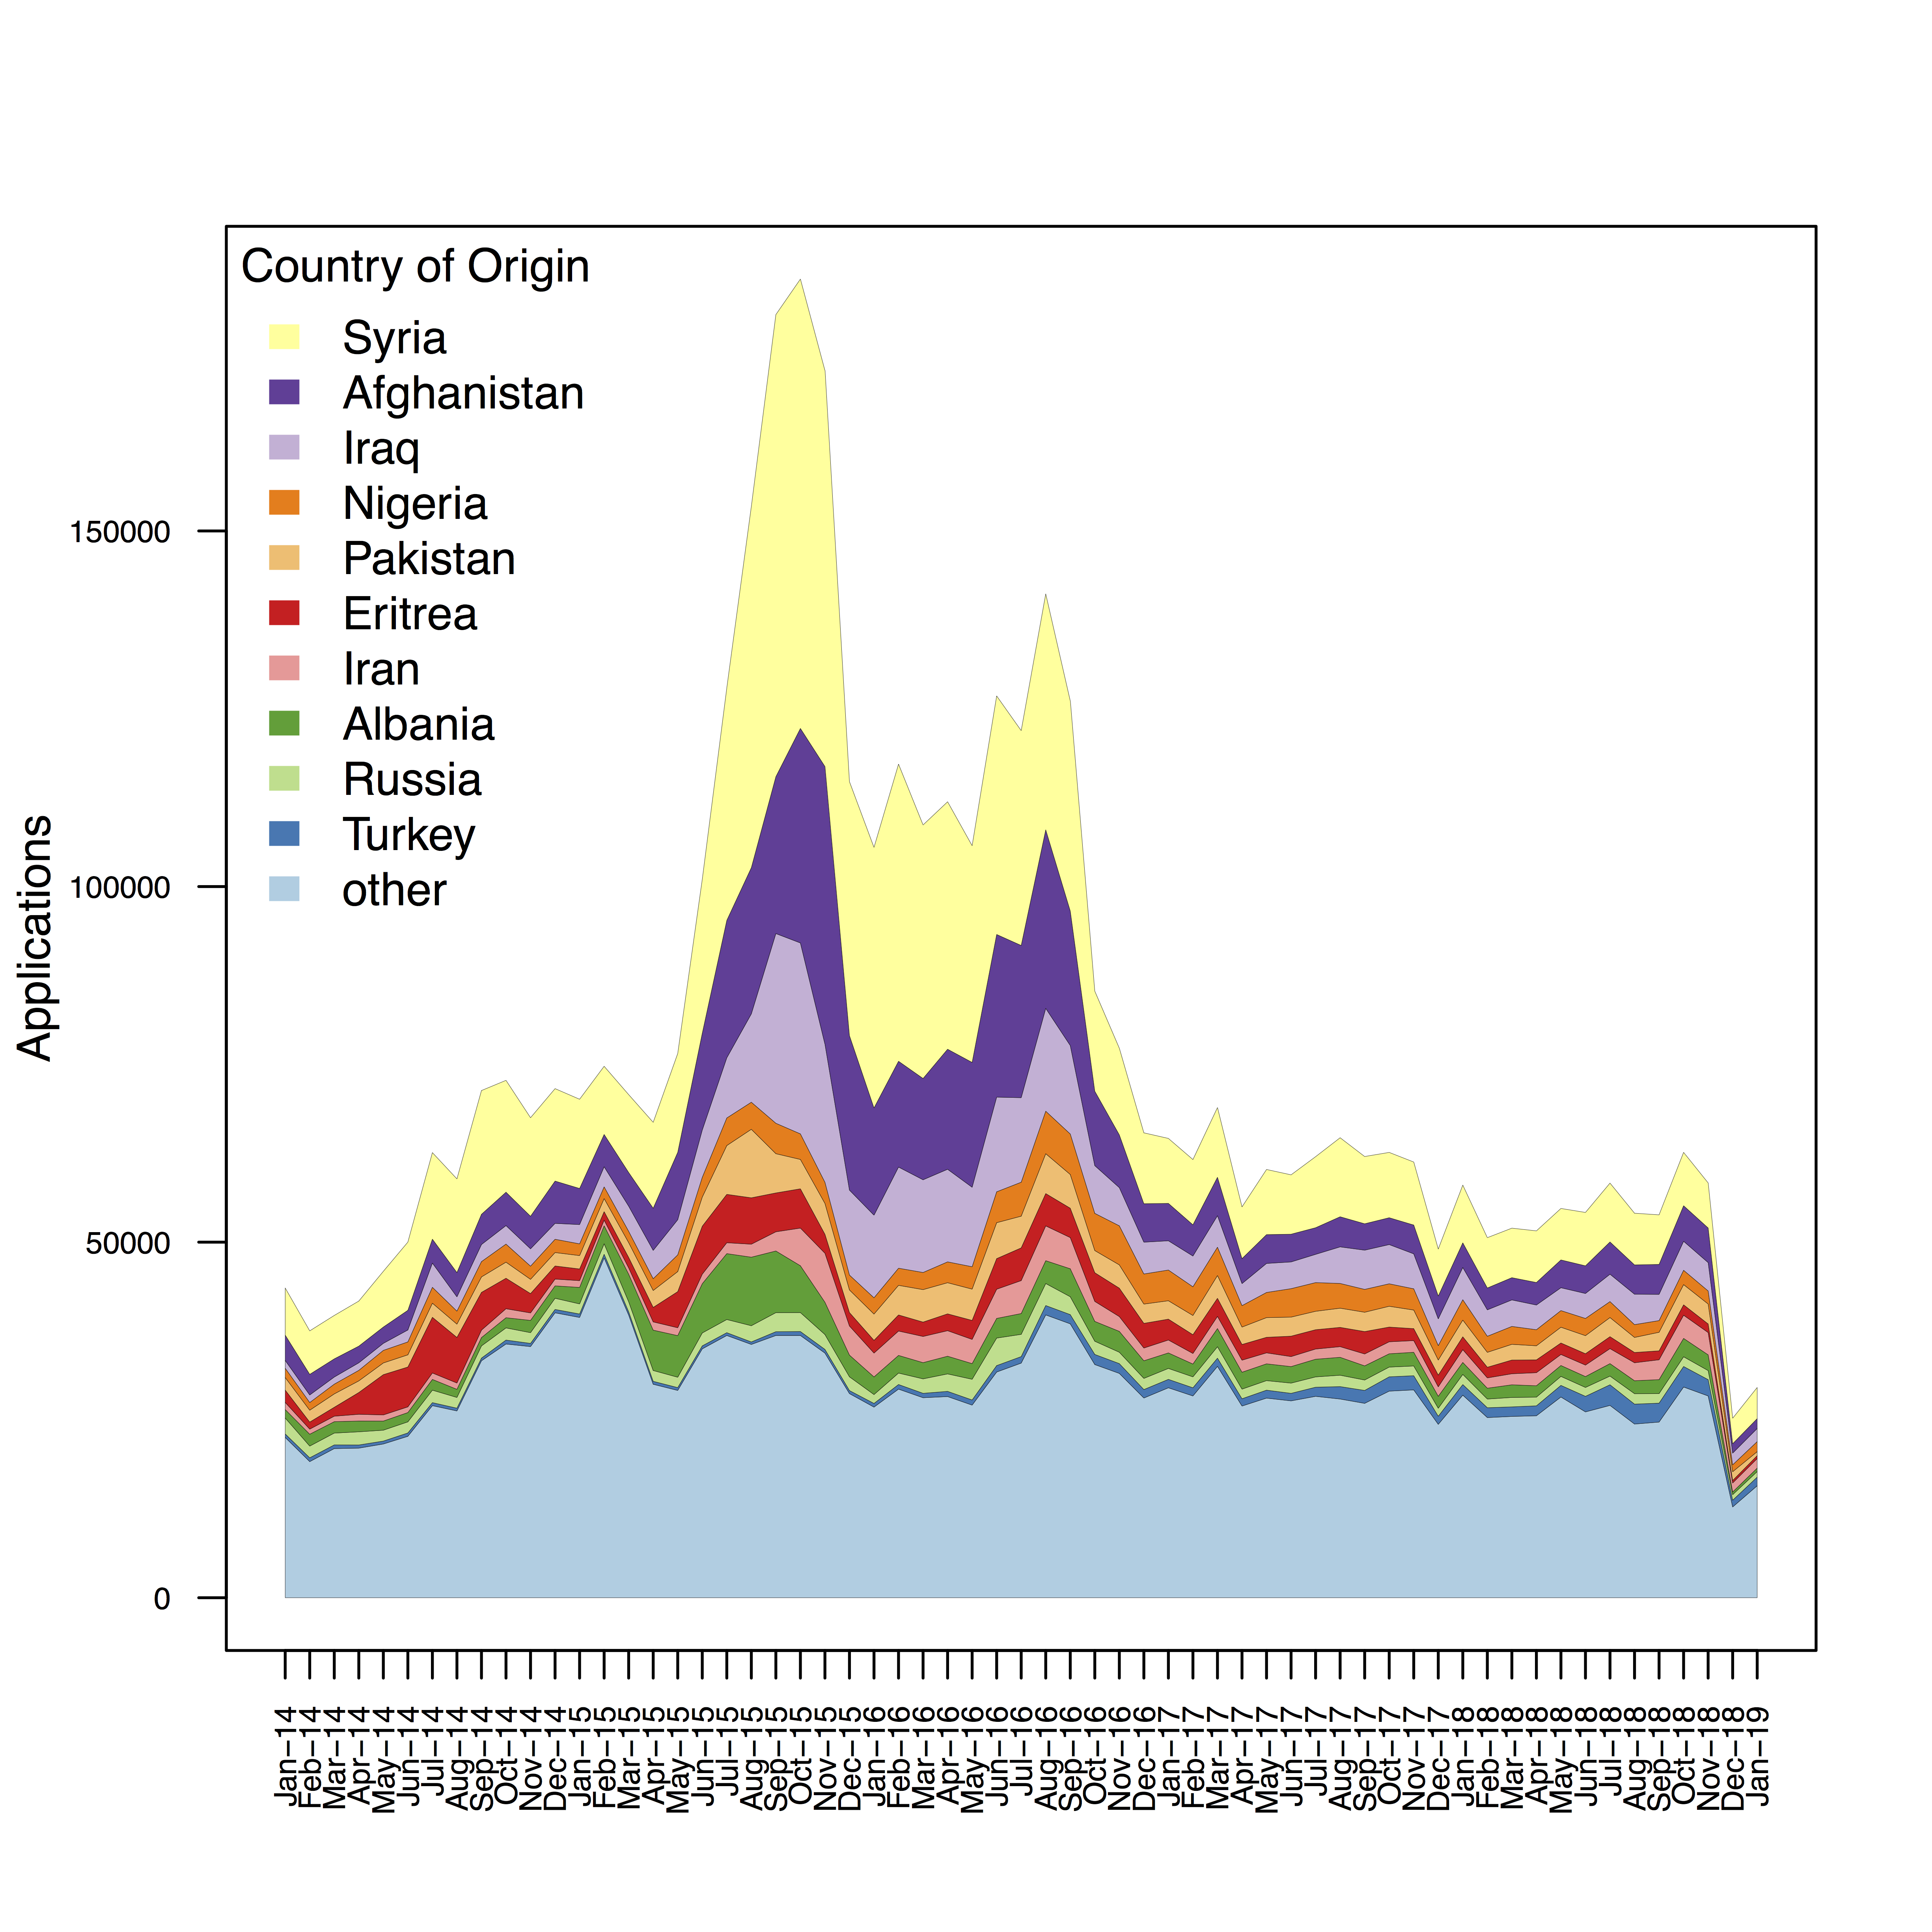 Country of Origin
Syria
Afghanistan
Iraq
Nigeria
Pakistan
Eritrea
Iran
Albania
Russia
Turkey
other
Applications
150000
100000
50000
0
Jan−14
Feb−14
Mar−14
Apr−14
May−14
Jun−14
Jul−14
Aug−14
Sep−14
Oct−14
Nov−14
Dec−14
Jan−15
Feb−15
Mar−15
Apr−15
May−15
Jun−15
Jul−15
Aug−15
Sep−15
Oct−15
Nov−15
Dec−15
Jan−16
Feb−16
Mar−16
Apr−16
May−16
Jun−16
Jul−16
Aug−16
Sep−16
Oct−16
Nov−16
Dec−16
Jan−17
Feb−17
Mar−17
Apr−17
May−17
Jun−17
Jul−17
Aug−17
Sep−17
Oct−17
Nov−17
Dec−17
Jan−18
Feb−18
Mar−18
Apr−18
May−18
Jun−18
Jul−18
Aug−18
Sep−18
Oct−18
Nov−18
Dec−18
Jan−19